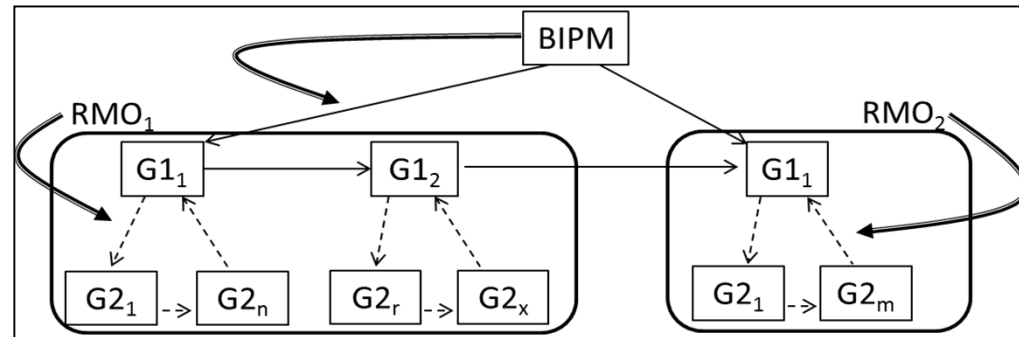 BIPM
RMO₁ RMO₂
G1₁ G1₂ G1₁
G2₁ G2ₙ G2ᵣ G2ₓ G2₁ G2ₘ